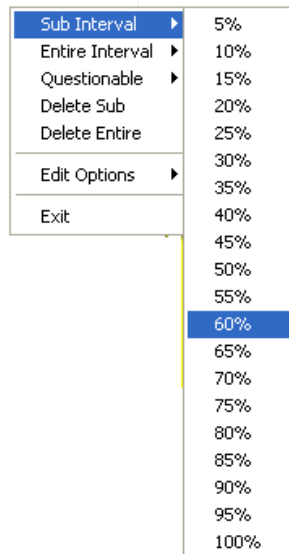 Sub Interval
Entire Interval
Questionable
Delete Sub
Delete Entire
Edit Options
Exit
5%
10%
15%
20%
25%
30%
35%
40%
45%
50%
55%
60%
65%
70%
75%
80%
85%
90%
95%
100%